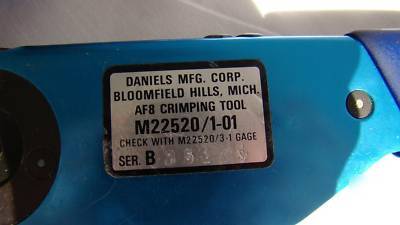 DANIELS MFG. CORP.
BLOOMFIELD HILLS, MICH.
AF8 CRIMPING TOOL
M22520/1-01
CHECK WITH M22520/3-1 GAGE
SER. B